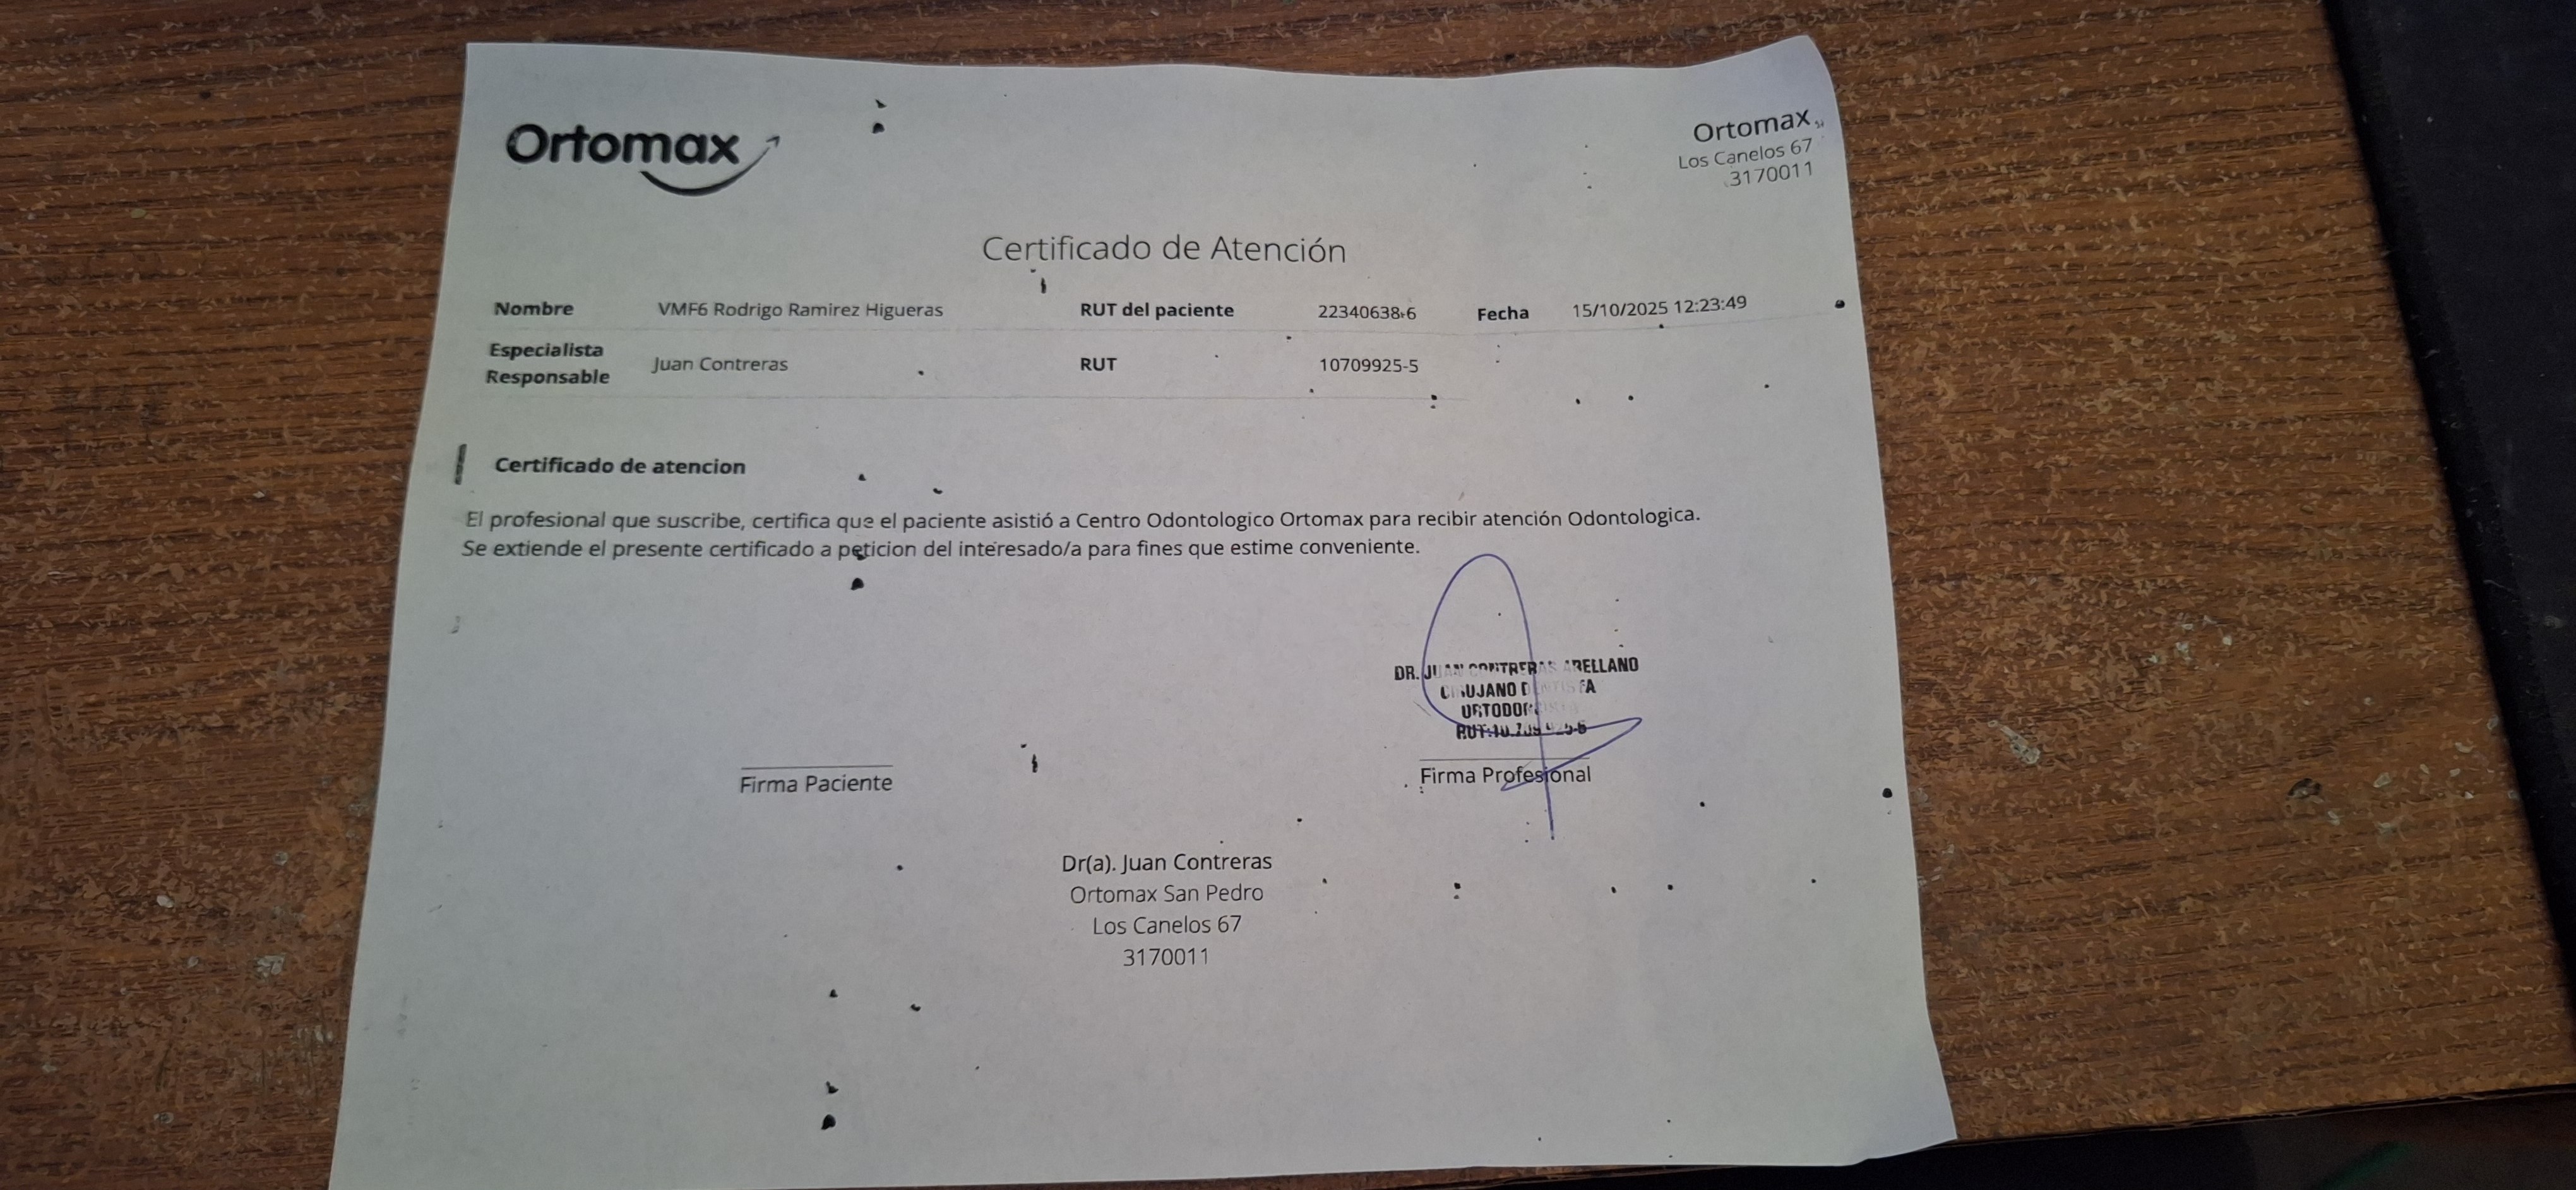 Ortomax
Ortomax
Los Canelos 67
3170011
Certificado de Atención
Nombre VMF6 Rodrigo Ramirez Higueras RUT del paciente 22340638-6 Fecha 15/10/2025 12:23:49
Especialista Responsable Juan Contreras RUT 10709925-5
Certificado de atencion
El profesional que suscribe, certifica que el paciente asistió a Centro Odontologico Ortomax para recibir atención Odontologica.
Se extiende el presente certificado a peticion del interesado/a para fines que estime conveniente.
DR. JUAN CONTRERAS ARELLANO
CIRUJANO DENTISTA
Firma Paciente
Firma Profesional
Dr(a). Juan Contreras
Ortomax San Pedro
Los Canelos 67
3170011